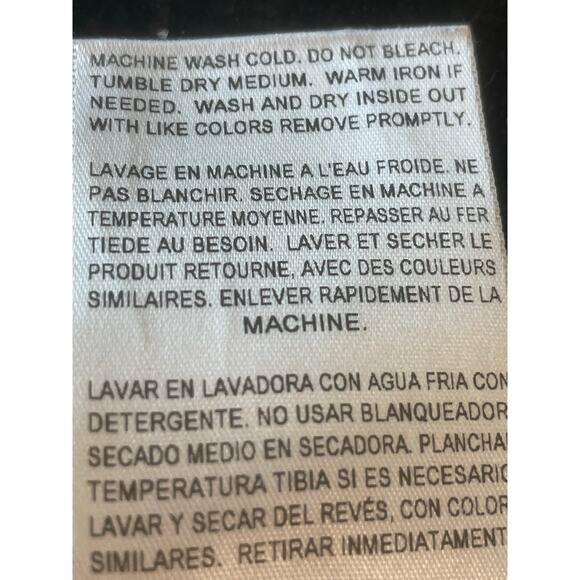 MACHINE WASH COLD. DO NOT BLEACH.
TUMBLE DRY MEDIUM. WARM IRON IF
NEEDED. WASH AND DRY INSIDE OUT
WITH LIKE COLORS REMOVE PROMPTLY.
LAVAGE EN MACHINE A L'EAU FROIDE. NE
PAS BLANCHIR. SECHAGE EN MACHINE A
TEMPERATURE MOYENNE. REPASSER AU FER
TIEDE AU BESOIN. LAVER ET SECHER LE
PRODUIT RETOURNE, AVEC DES COULEURS
SIMILAIRES. ENLEVER RAPIDEMENT DE LA
MACHINE.
LAVAR EN LAVADORA CON AGUA FRIA CON
DETERGENTE. NO USAR BLANQUEADOR
SECADO MEDIO EN SECADORA. PLANCHA
TEMPERATURA TIBIA SI ES NECESARIO
LAVAR Y SECAR DEL REVÉS, CON COLOR
SIMILARES. RETIRAR INMEDIATAMENT